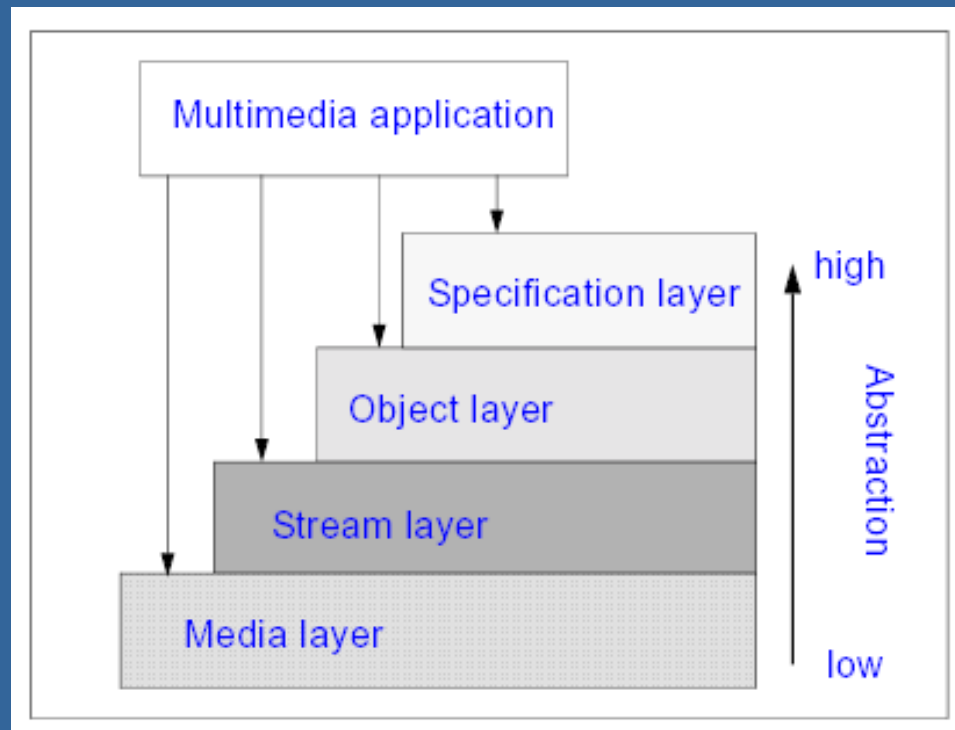 Multimedia application
Specification layer
high
Object layer
Abstraction
Stream layer
Media layer
low